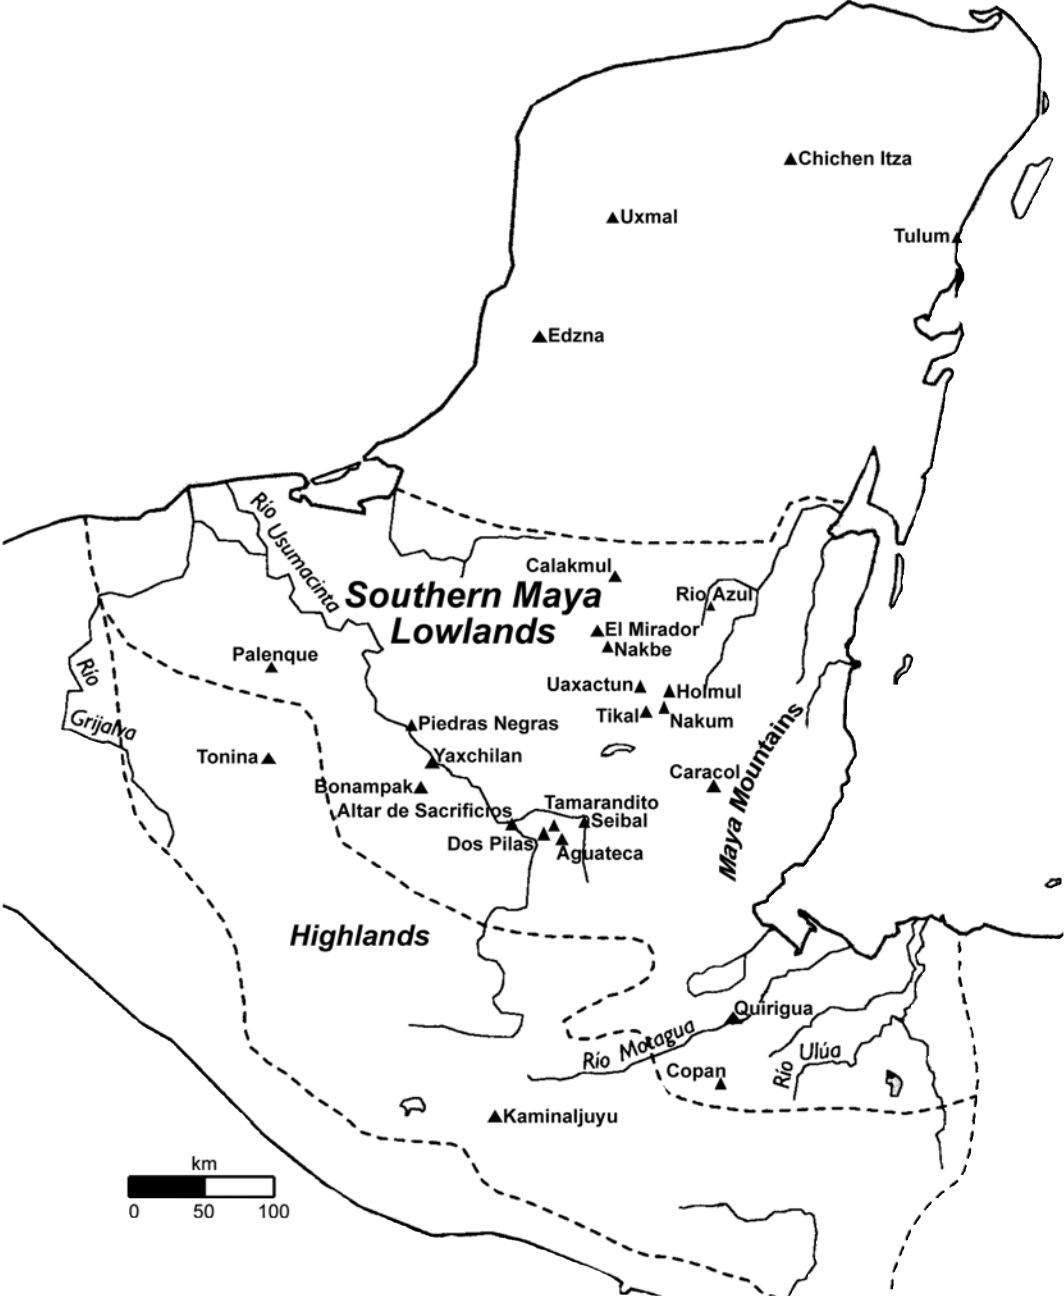 Chichen Itza
Uxmal
Tulum
Edzna
Río Usumacinta
Calakmul
Southern Maya
Lowlands
Rio Azul
El Mirador
Nakbe
Palenque
Río
Grijalva
Uaxactun
Holmul
Tikal
Nakum
Piedras Negras
Tonina
Yaxchilan
Bonampak
Caracol
Maya Mountains
Altar de Sacrificios
Tamarandito
Seibal
Dos Pilas
Aguateca
Highlands
Quirigua
Río Motagua
Copan
Río Ulúa
Kaminaljuyu
km
0 50 100